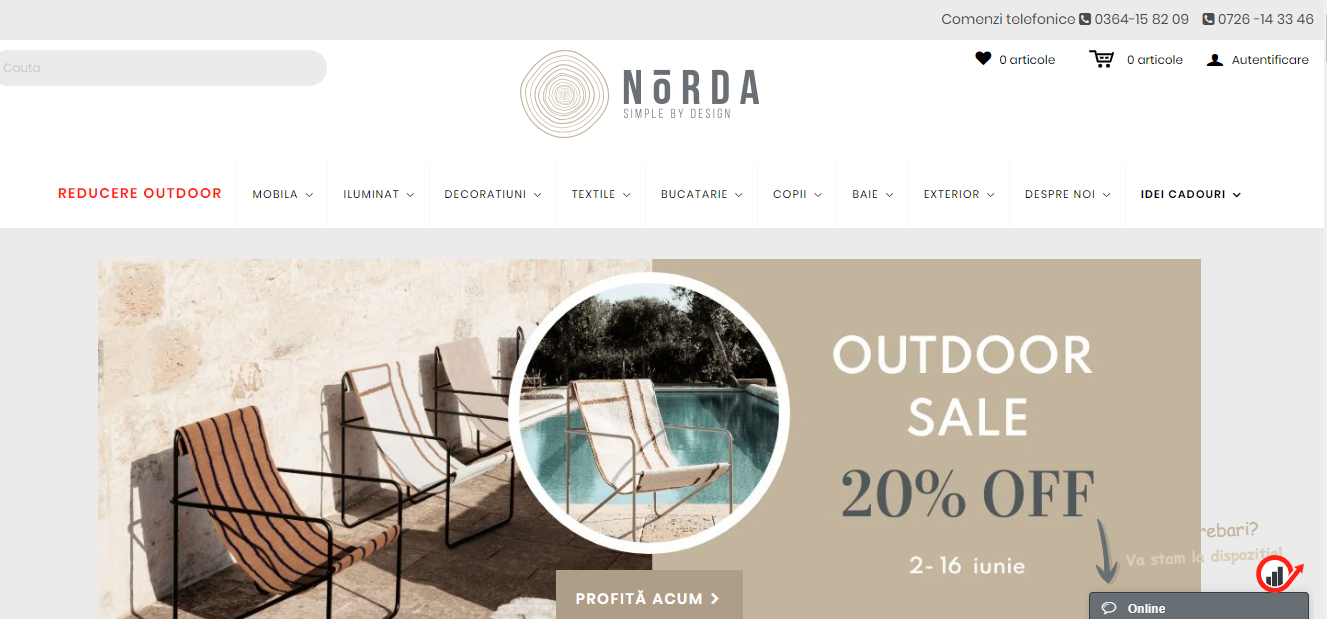 Comenzi telefonice 0364-15 82 09 0726 -14 33 46
Cauta
0 articole 0 articole Autentificare
NōRDA
SIMPLE BY DESIGN
REDUCERE OUTDOOR MOBILA ILUMINAT DECORATIUNI TEXTILE BUCATARIE COPII BAIE EXTERIOR DESPRE NOI IDEI CADOURI
OUTDOOR
SALE
20% OFF
2- 16 iunie
rebari?
Va stam la dispozitie!
PROFITĂ ACUM
Online